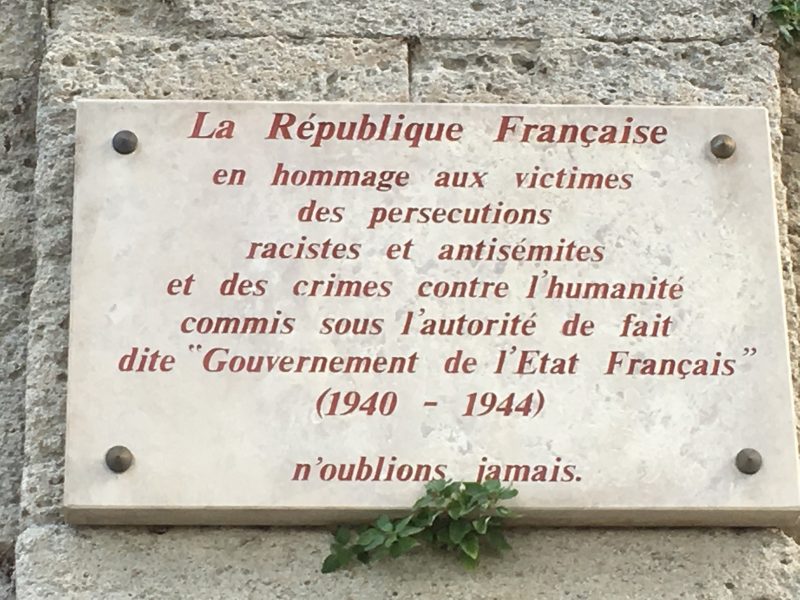 La République Française
en hommage aux victimes
des persecutions
racistes et antisémites
et des crimes contre l'humanité
commis sous l'autorité de fait
dite "Gouvernement de l'Etat Français"
(1940 - 1944)
n'oublions jamais.